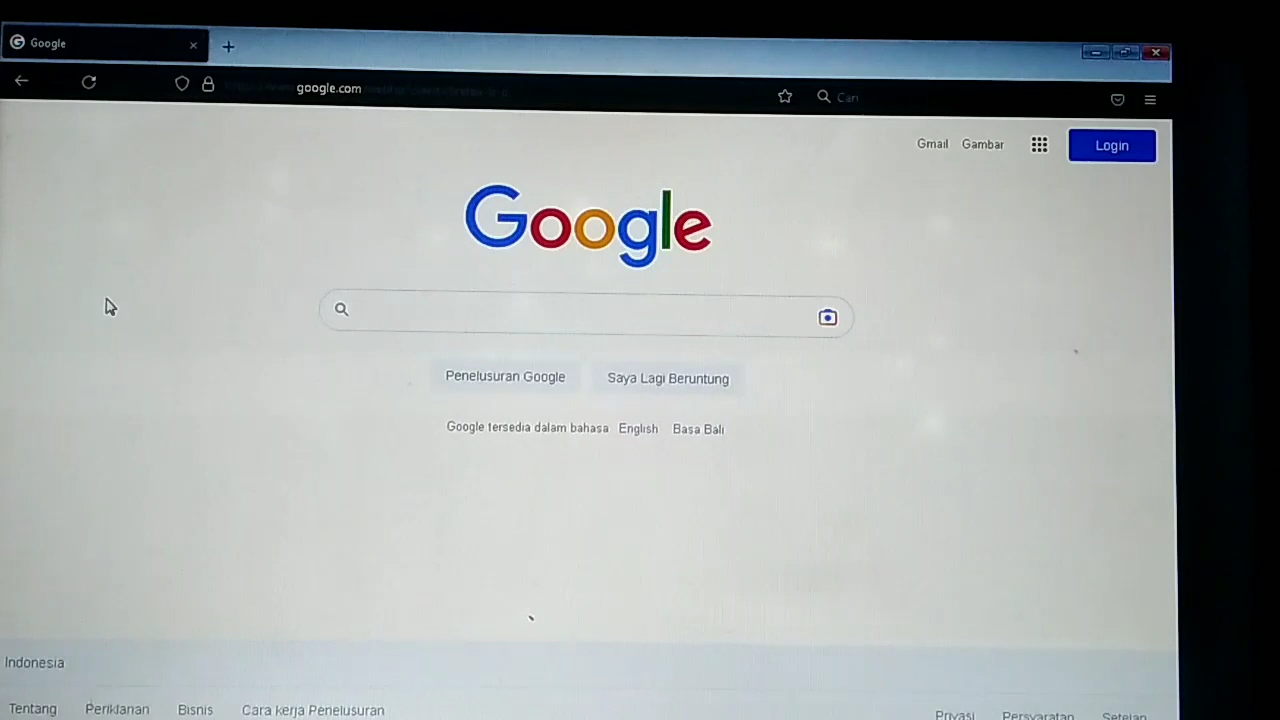 Google
google.com
Cari
Gmail Gambar Login
Google
Penelusuran Google Saya Lagi Beruntung
Google tersedia dalam bahasa English Basa Bali
Indonesia
Tentang Periklanan Bisnis Cara kerja Penelusuran
Privasi Persyaratan Setelan